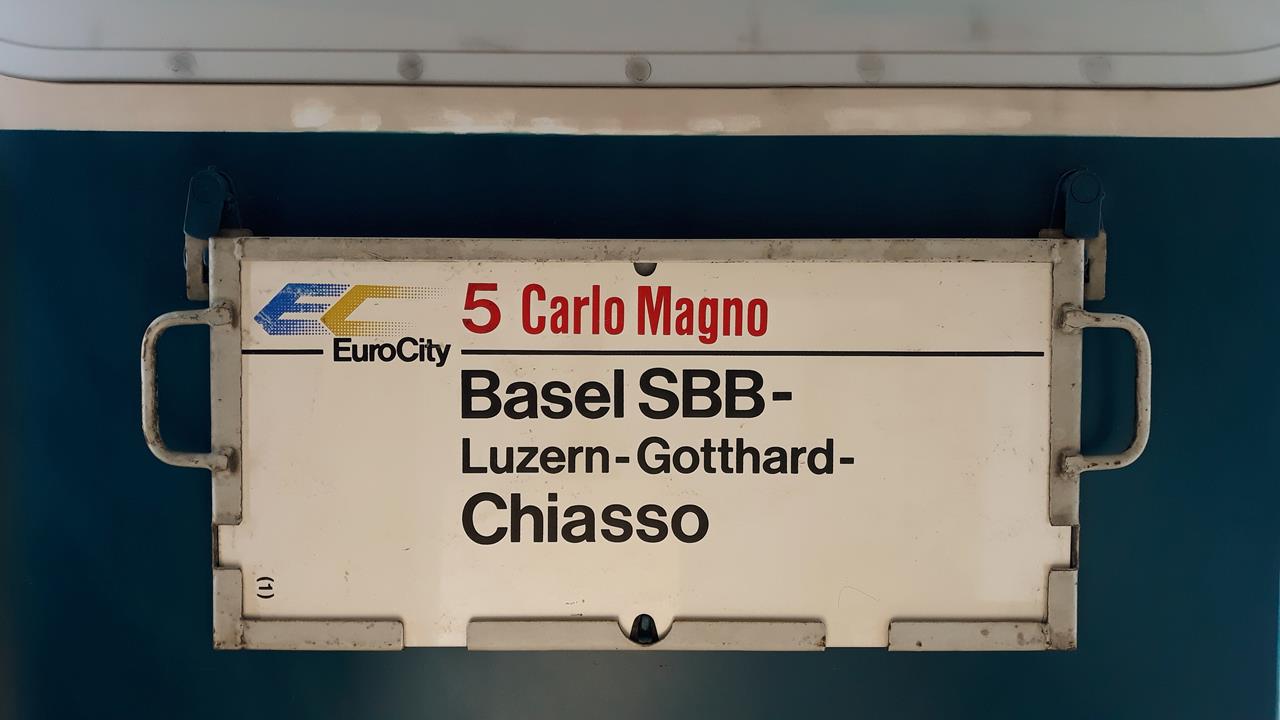 EC 5 Carlo Magno
EuroCity
Basel SBB-
Luzern-Gotthard-
Chiasso
(1)